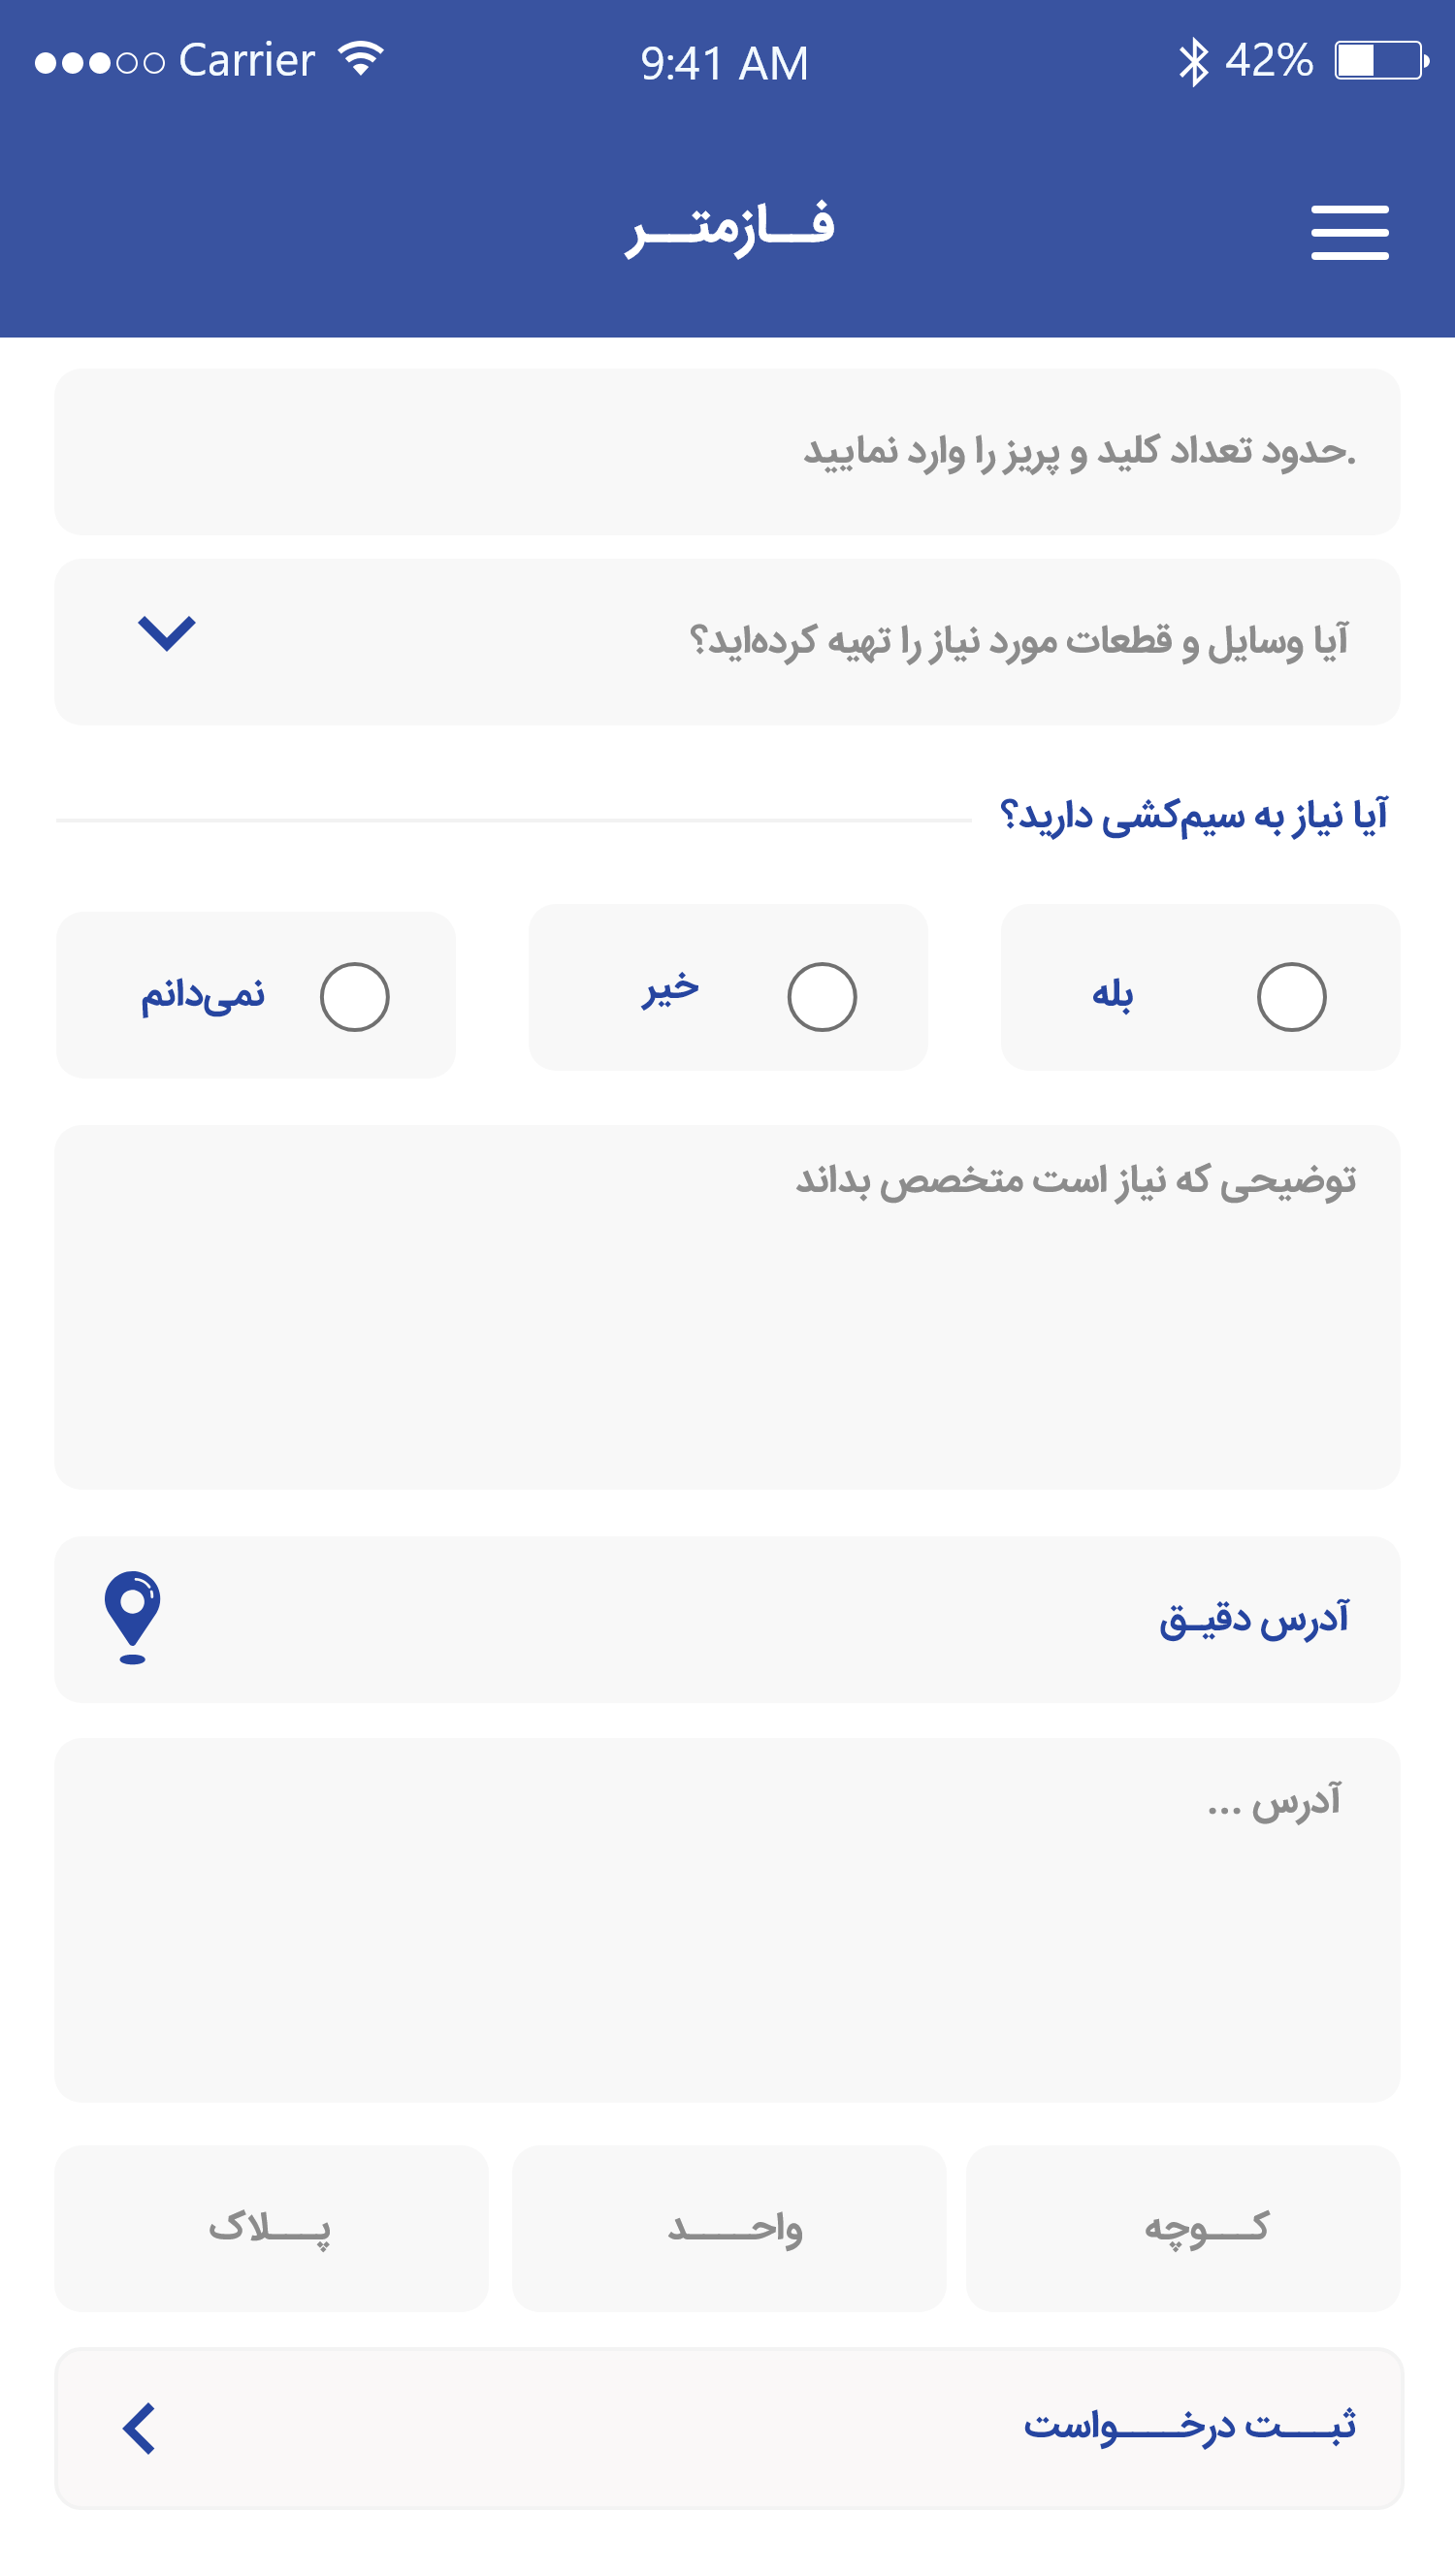 Carrier 9:41 AM 42%
فــازمتــر
حدود تعداد کلید و پریز را وارد نمایید.
آیا وسایل و قطعات مورد نیاز را تهیه کرده‌اید؟
آیا نیاز به سیم‌کشی دارید؟
بله خیر نمی‌دانم
توضیحی که نیاز است متخصص بداند
آدرس دقیـق
آدرس ...
کـــوچه واحــــد پـــلاک
ثبـــت درخــــواست